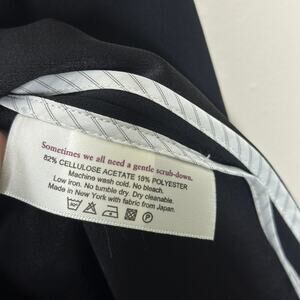 Sometimes we all need a gentle scrub-down.
82% CELLULOSE ACETATE 18% POLYESTER
Machine wash cold. No bleach.
Low iron. No tumble dry. Dry cleanable.
Made in New York with fabric from Japan.